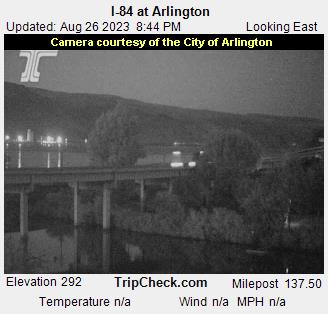 I-84 at Arlington
Updated: Aug 26 2023 8:44 PM Looking East
Camera courtesy of the City of Arlington
Elevation 292 TripCheck.com Milepost 137.50
Temperature n/a Wind n/a MPH n/a